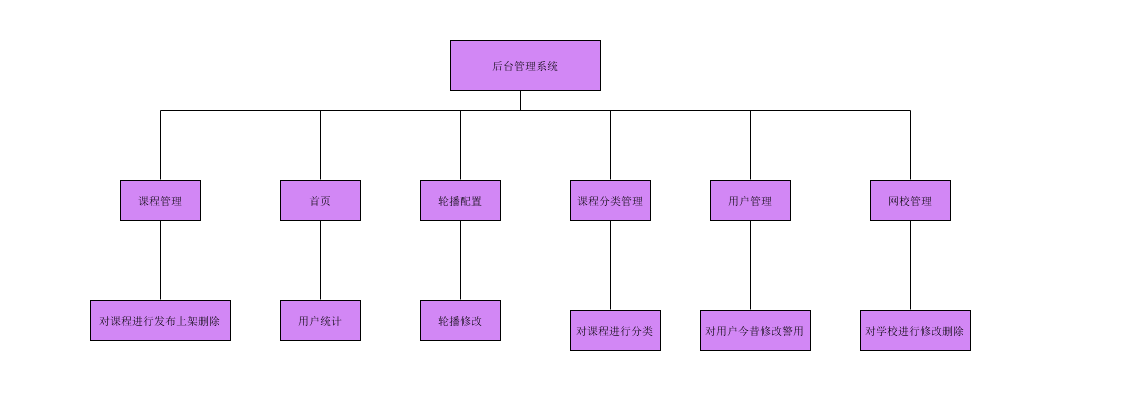 后台管理系统
课程管理
首页
轮播配置
课程分类管理
用户管理
网校管理
对课程进行发布上架删除
用户统计
轮播修改
对课程进行分类
对用户今昔修改警用
对学校进行修改删除